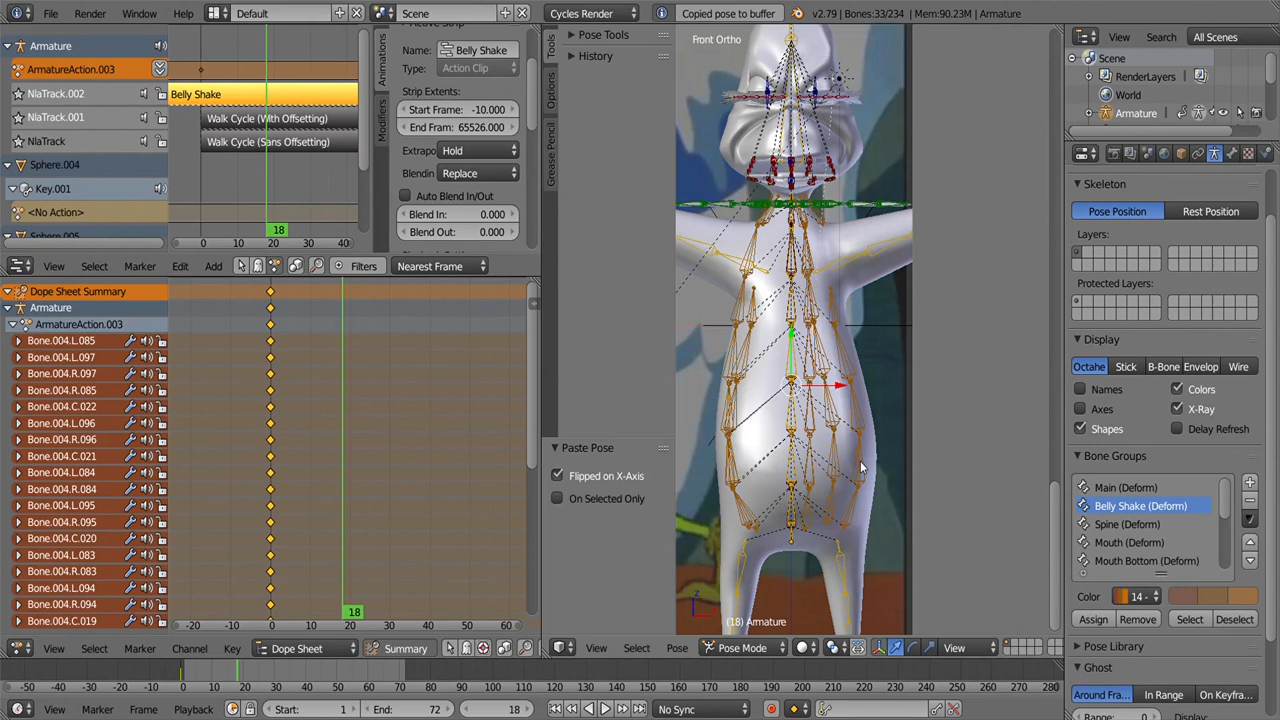 File Render Window Help Default Scene Cycles Render Copied pose to buffer v2.79 | Bones:33/234 | Mem:90.23M | Armature
Armature
ArmatureAction.003
NlaTrack.002
Belly Shake
NlaTrack.001
Walk Cycle (With Offsetting)
NlaTrack
Walk Cycle (Sans Offsetting)
Sphere.004
Key.001
<No Action>
Sphere.005
18
0 10 20 30 40
View Select Marker Edit Add Filters Nearest Frame
Active Strip
Name: Belly Shake
Type: Action Clip
Strip Extents:
Start Frame: -10.000
End Fram: 65526.000
Extrapo Hold
Blendin Replace
Auto Blend In/Out
Blend In: 0.000
Blend Out: 0.000
Animations
Modifiers
Dope Sheet Summary
Armature
ArmatureAction.003
Bone.004.L.085
Bone.004.L.097
Bone.004.R.097
Bone.004.R.085
Bone.004.C.022
Bone.004.L.096
Bone.004.R.096
Bone.004.C.021
Bone.004.L.084
Bone.004.R.084
Bone.004.L.095
Bone.004.R.095
Bone.004.C.020
Bone.004.L.083
Bone.004.R.083
Bone.004.L.094
Bone.004.R.094
Bone.004.C.019
18
-20 -10 0 10 20 30 40 50 60
View Select Marker Channel Key Dope Sheet Summary
Tools
Options
Grease Pencil
Pose Tools
History
Paste Pose
Flipped on X-Axis
On Selected Only
Front Ortho
z
(18) Armature
View Select Pose Pose Mode View
View Search All Scenes
Scene
RenderLayers
World
Armature
Skeleton
Pose Position Rest Position
Layers:
Protected Layers:
Display
Octahe Stick B-Bone Envelop Wire
Names Colors
Axes X-Ray
Shapes Delay Refresh
Bone Groups
Main (Deform)
Belly Shake (Deform)
Spine (Deform)
Mouth (Deform)
Mouth Bottom (Deform)
Color 14 -
Assign Remove Select Deselect
Pose Library
Ghost
Around Fra... In Range On Keyfra...
Range: 0
-50 -40 -30 -20 -10 0 10 20 30 40 50 60 70 80 90 100 110 120 130 140 150 160 170 180 190 200 210 220 230 240 250 260 270 280
View Marker Frame Playback Start: 1 End: 72 18 No Sync